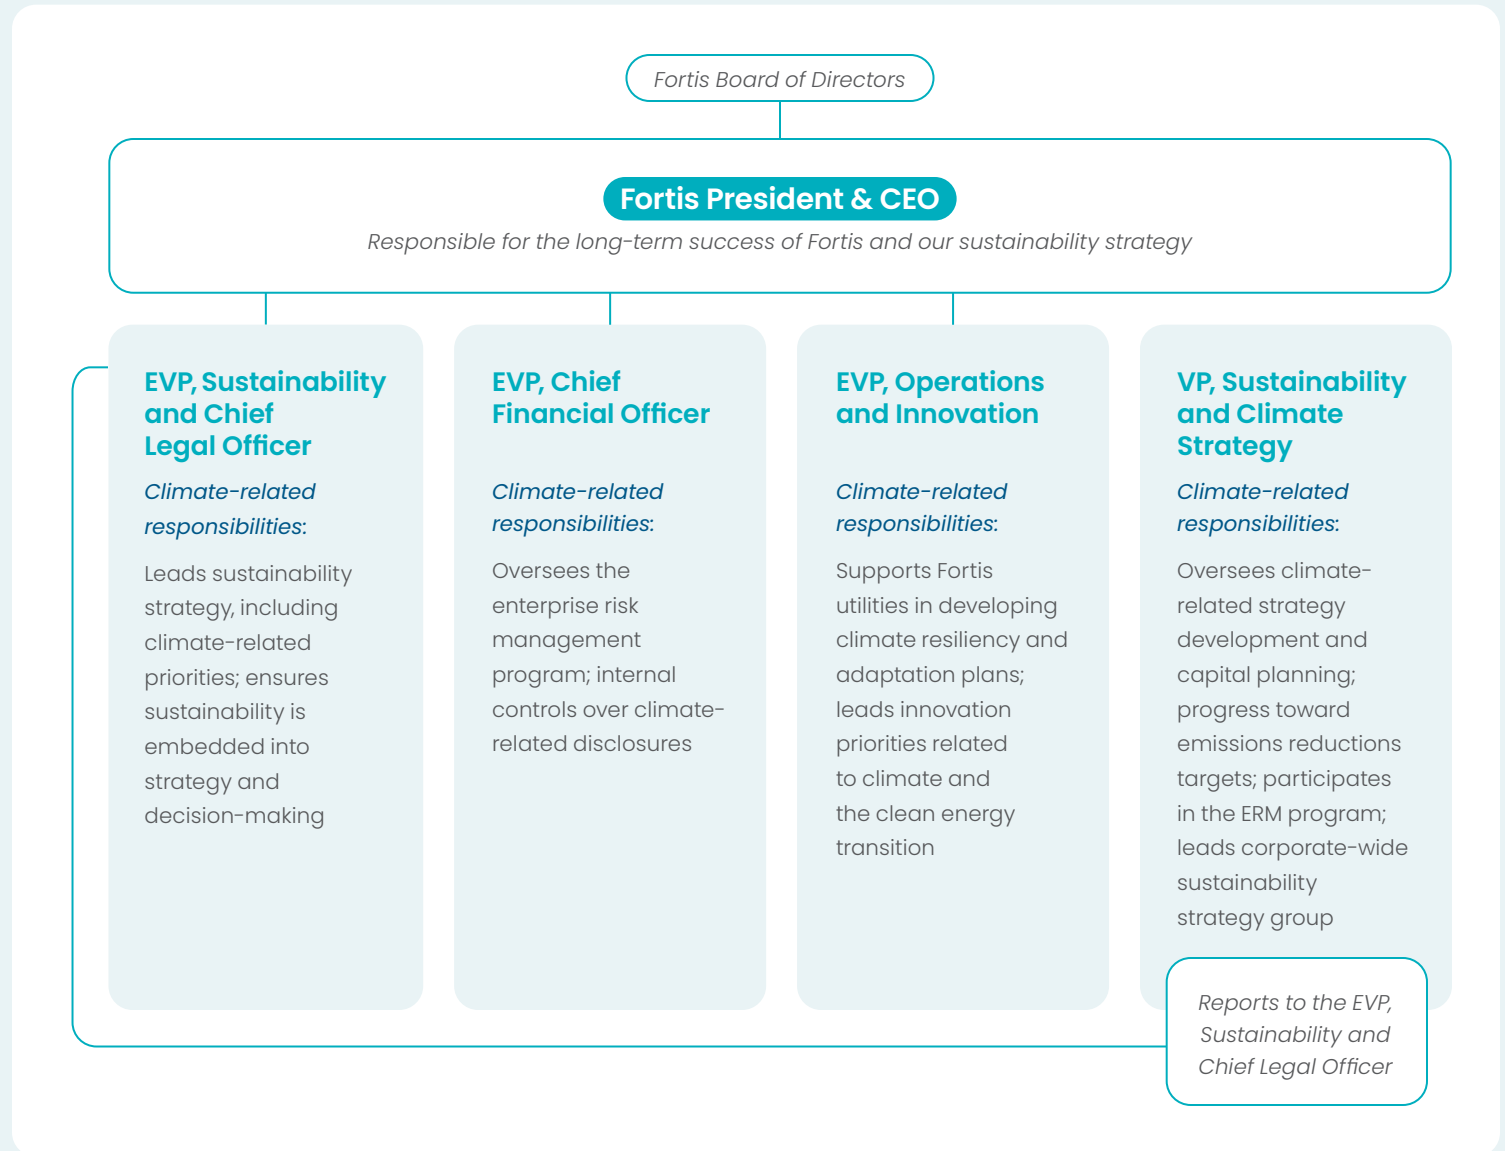 Fortis Board of Directors
Fortis President & CEO
Responsible for the long-term success of Fortis and our sustainability strategy
EVP, Sustainability
and Chief
Legal Officer
Climate-related
responsibilities:
Leads sustainability
strategy, including
climate-related
priorities; ensures
sustainability is
embedded into
strategy and
decision-making
EVP, Chief
Financial Officer
Climate-related
responsibilities:
Oversees the
enterprise risk
management
program; internal
controls over climate-
related disclosures
EVP, Operations
and Innovation
Climate-related
responsibilities:
Supports Fortis
utilities in developing
climate resiliency and
adaptation plans;
leads innovation
priorities related
to climate and
the clean energy
transition
VP, Sustainability
and Climate
Strategy
Climate-related
responsibilities:
Oversees climate-
related strategy
development and
capital planning;
progress toward
emissions reductions
targets; participates
in the ERM program;
leads corporate-wide
sustainability
strategy group
Reports to the EVP,
Sustainability and
Chief Legal Officer